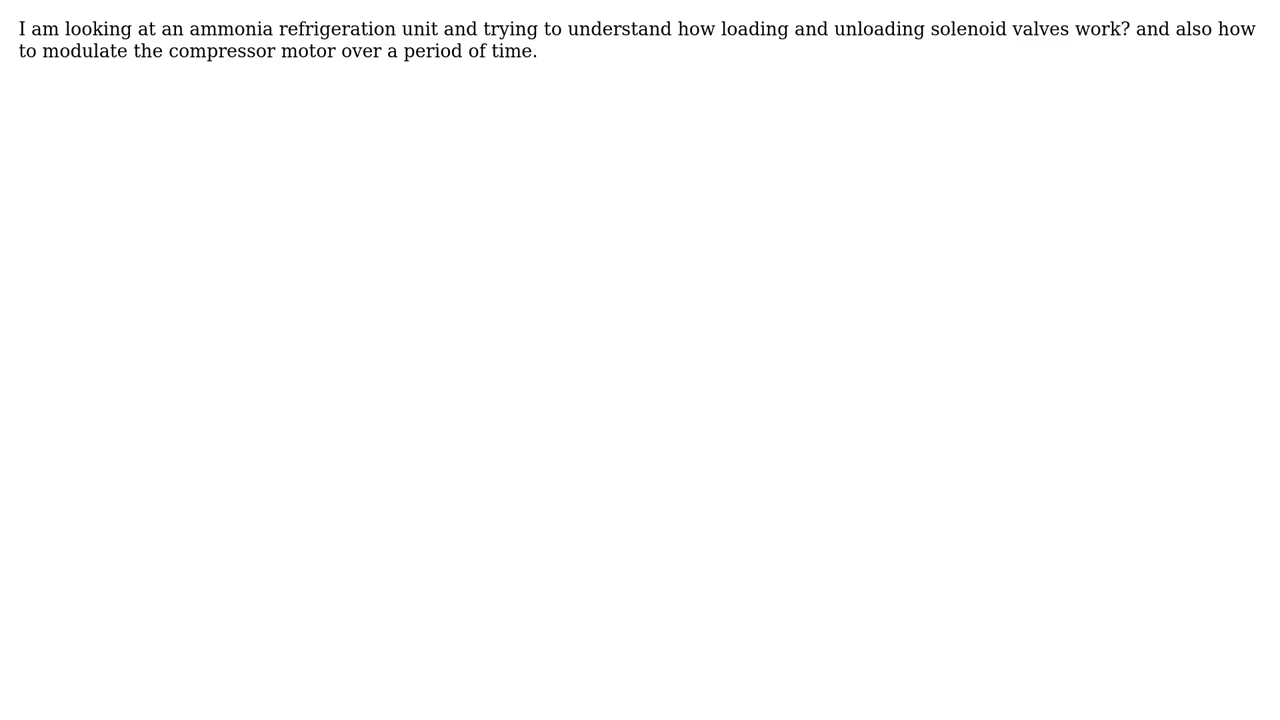 I am looking at an ammonia refrigeration unit and trying to understand how loading and unloading solenoid valves work? and also how
to modulate the compressor motor over a period of time.